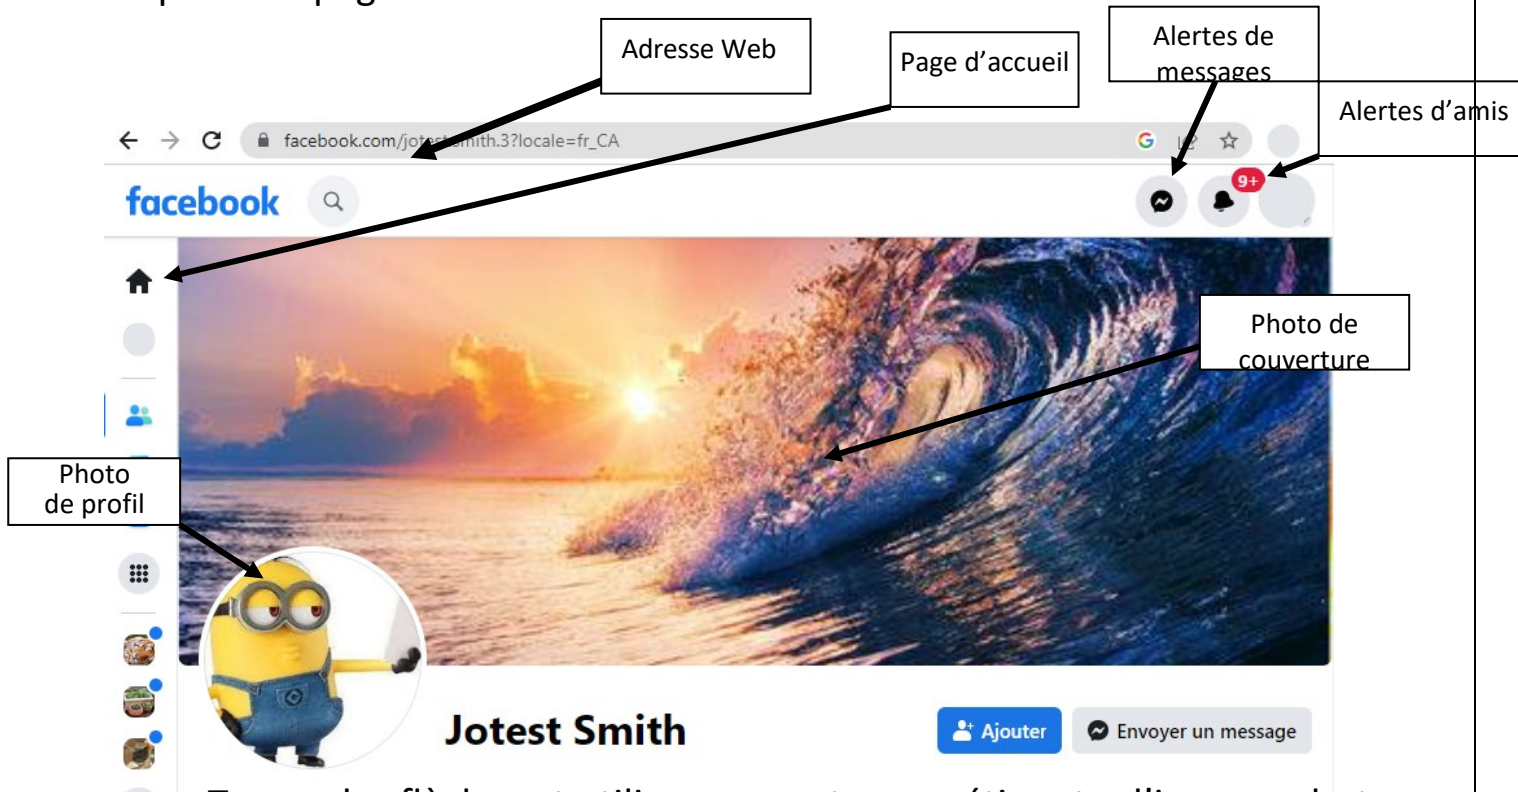 Adresse Web
Page d’accueil
Alertes de
messages
Alertes d’amis
facebook.com/jotestsmith.3?locale=fr_CA
facebook
9+
Photo de
couverture
Photo
de profil
Jotest Smith
Ajouter
Envoyer un message